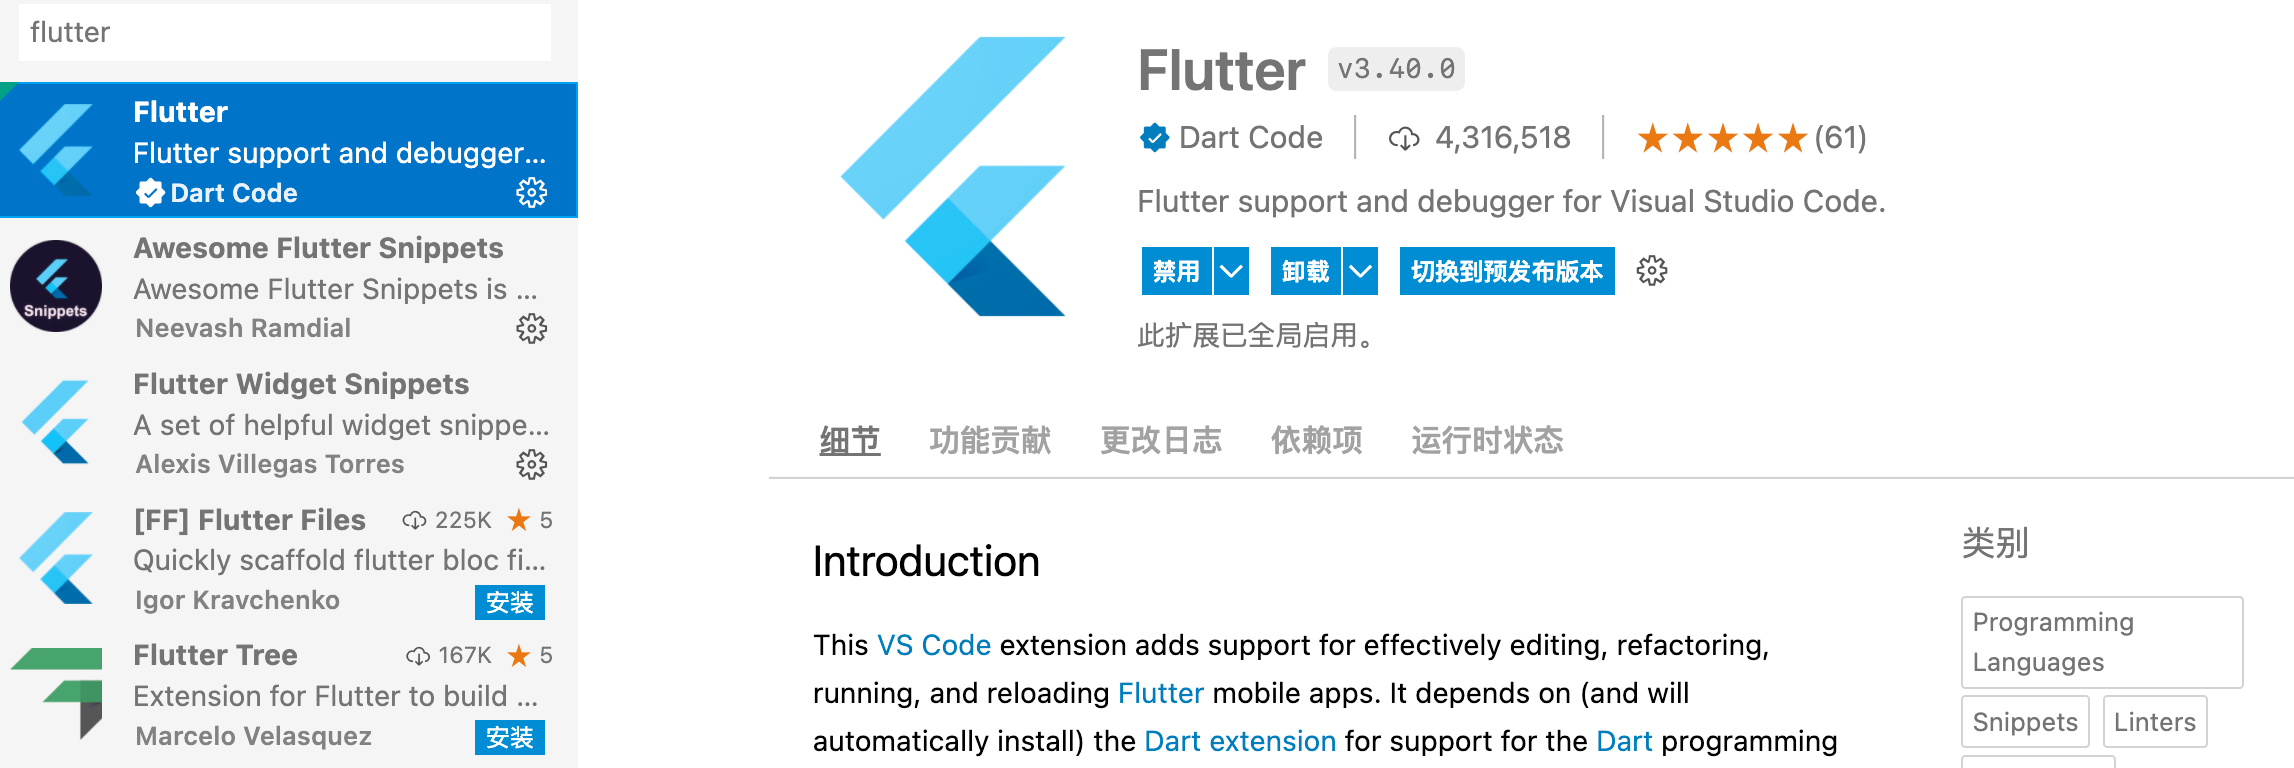 flutter
Flutter
Flutter support and debugger...
Dart Code
Awesome Flutter Snippets
Awesome Flutter Snippets is ...
Neevash Ramdial
Snippets
Flutter Widget Snippets
A set of helpful widget snippe...
Alexis Villegas Torres
[FF] Flutter Files 225K 5
Quickly scaffold flutter bloc fi...
Igor Kravchenko 安装
Flutter Tree 167K 5
Extension for Flutter to build ...
Marcelo Velasquez 安装
Flutter v3.40.0
Dart Code 4,316,518 (61)
Flutter support and debugger for Visual Studio Code.
禁用 卸载 切换到预发布版本
此扩展已全局启用。
细节 功能贡献 更改日志 依赖项 运行时状态
Introduction
This VS Code extension adds support for effectively editing, refactoring,
running, and reloading Flutter mobile apps. It depends on (and will
automatically install) the Dart extension for support for the Dart programming
类别
Programming
Languages
Snippets Linters